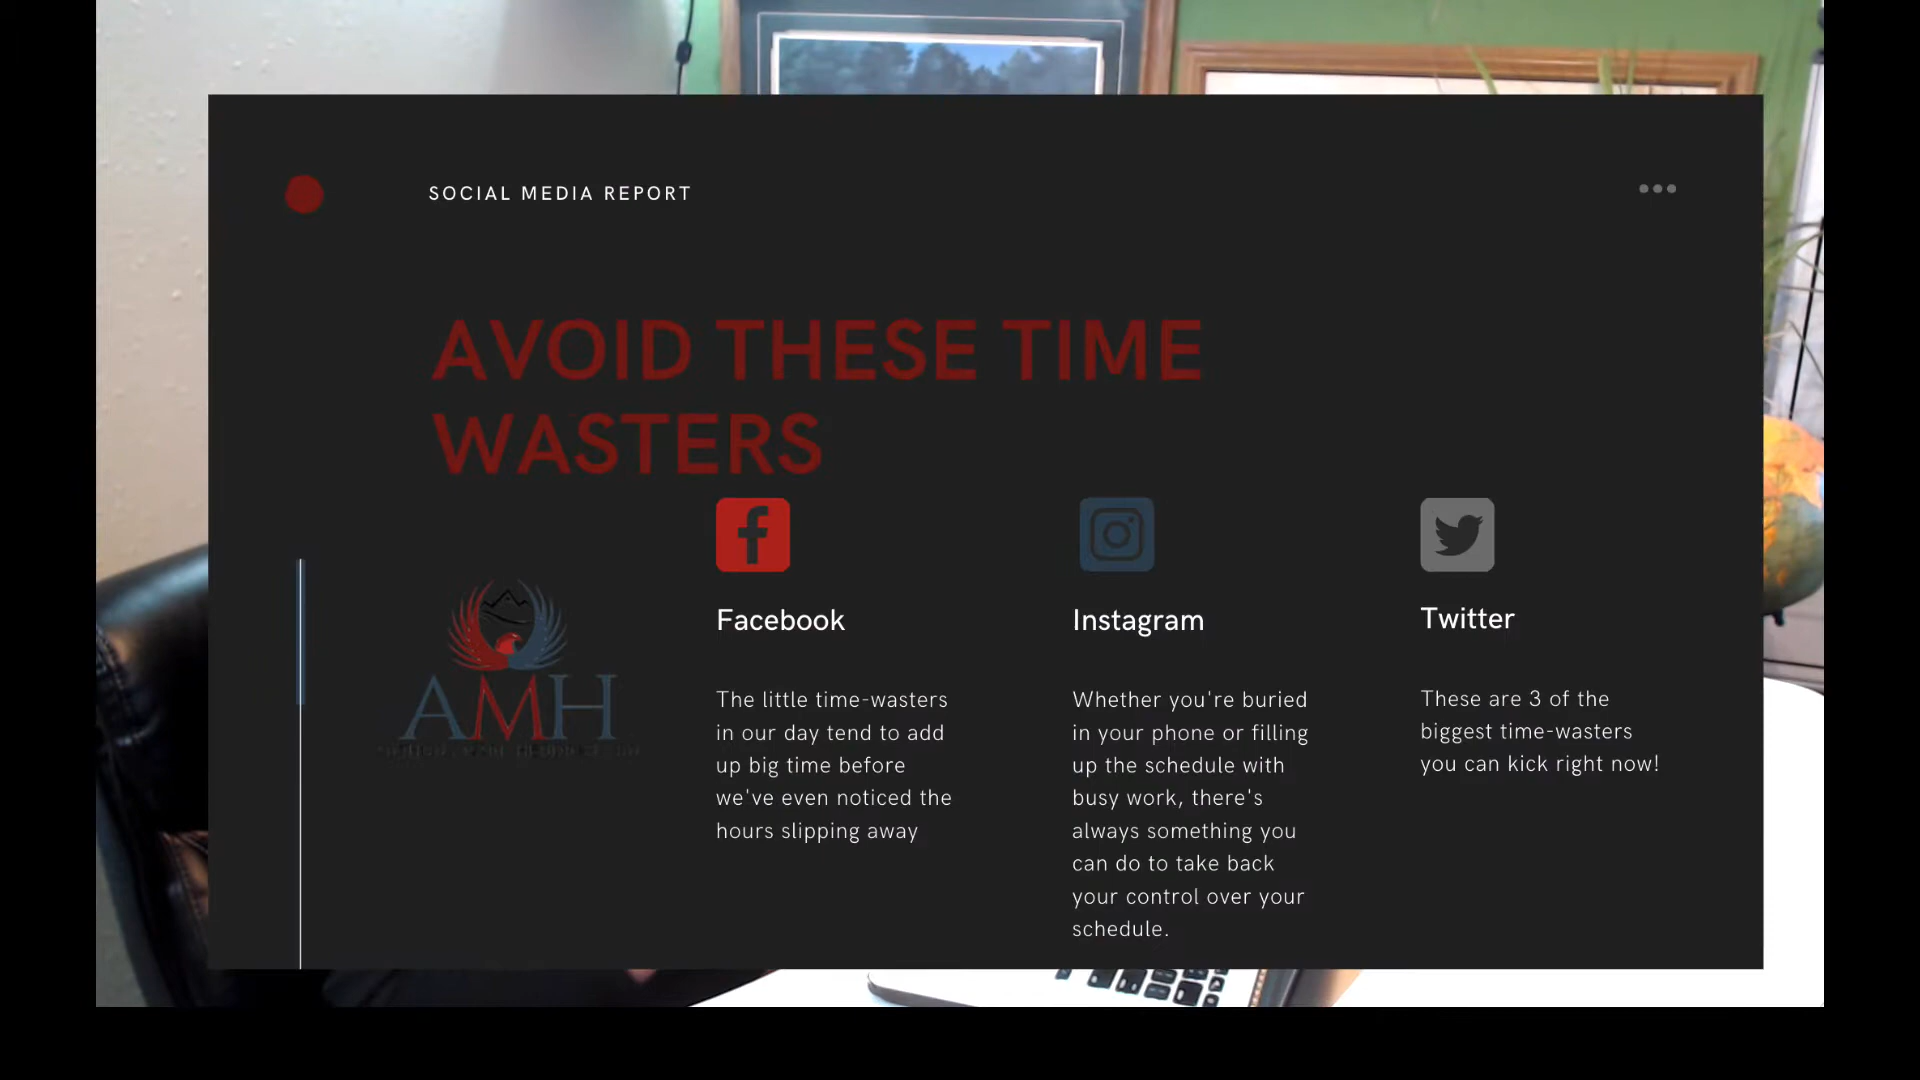 SOCIAL MEDIA REPORT
AVOID THESE TIME
WASTERS
AMH
Facebook
The little time-wasters
in our day tend to add
up big time before
we've even noticed the
hours slipping away
Instagram
Whether you're buried
in your phone or filling
up the schedule with
busy work, there's
always something you
can do to take back
your control over your
schedule.
Twitter
These are 3 of the
biggest time-wasters
you can kick right now!